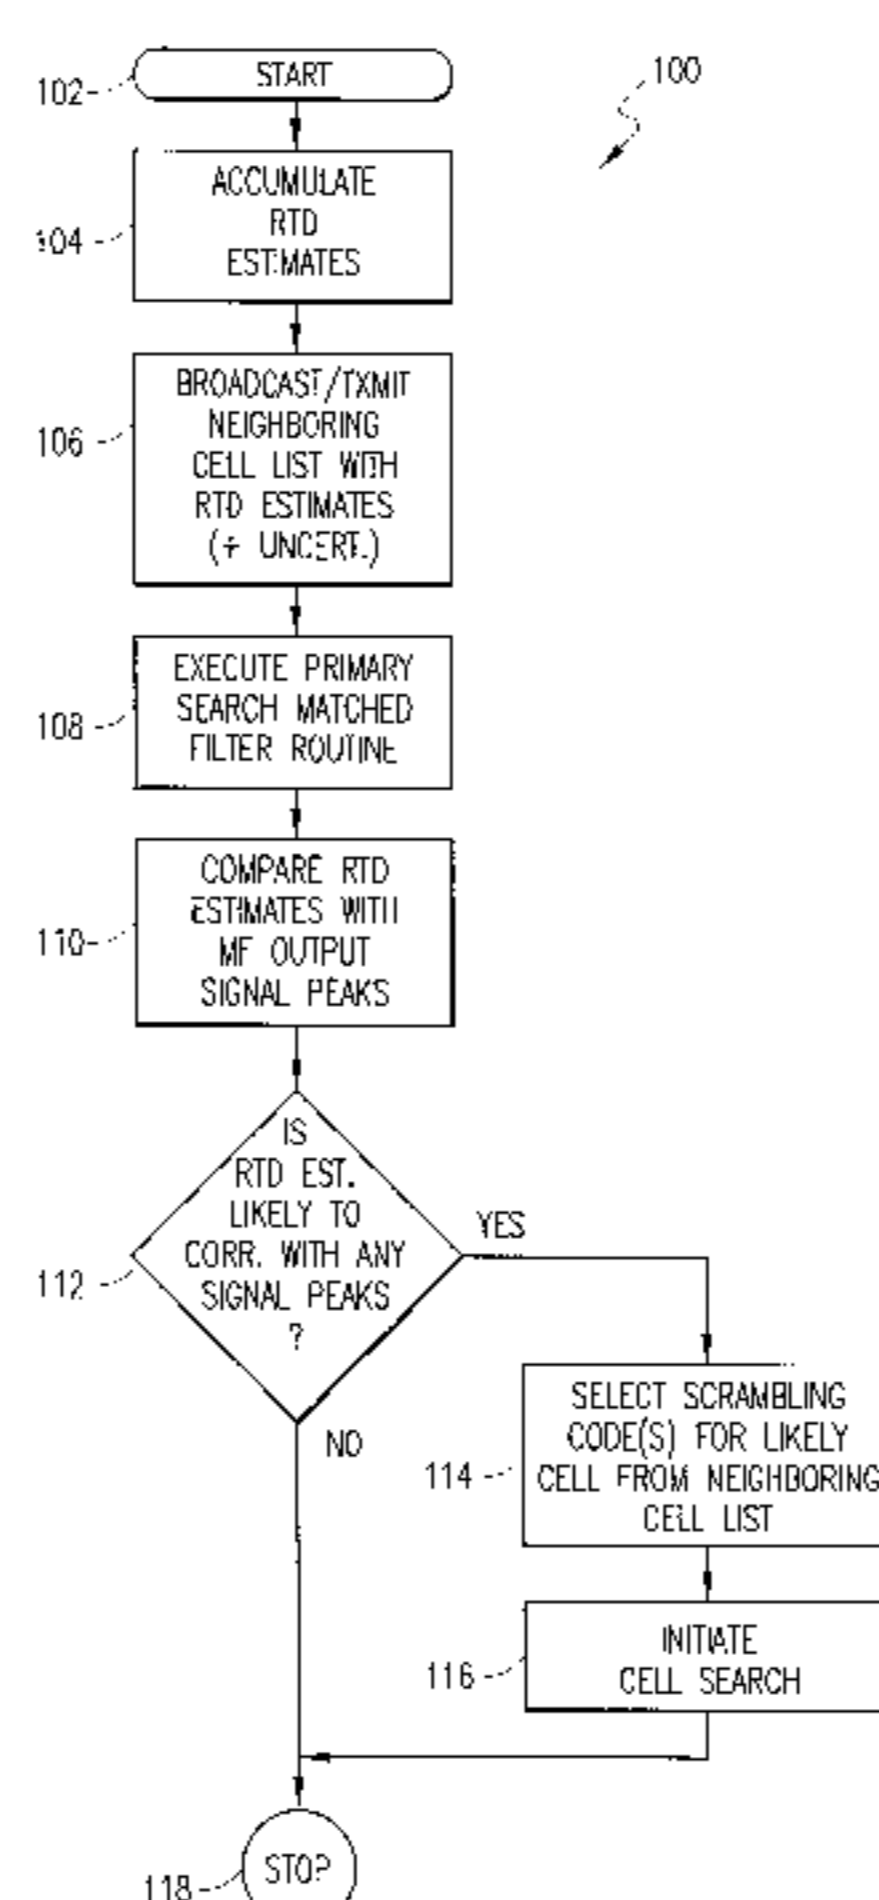 START
102
100
ACCUMULATE
RTD
ESTIMATES
104
BROADCAST/TXMIT
NEIGHBORING
CELL LIST WITH
RTD ESTIMATES
(+ UNCERT.)
106
EXECUTE PRIMARY
SEARCH MATCHED
FILTER ROUTINE
108
COMPARE RTD
ESTIMATES WITH
MF OUTPUT
SIGNAL PEAKS
110
IS
RTD EST.
LIKELY TO
CORR. WITH ANY
SIGNAL PEAKS
?
112
YES
NO
SELECT SCRAMBLING
CODE(S) FOR LIKELY
CELL FROM NEIGHBORING
CELL LIST
114
INITIATE
CELL SEARCH
116
STOP
118